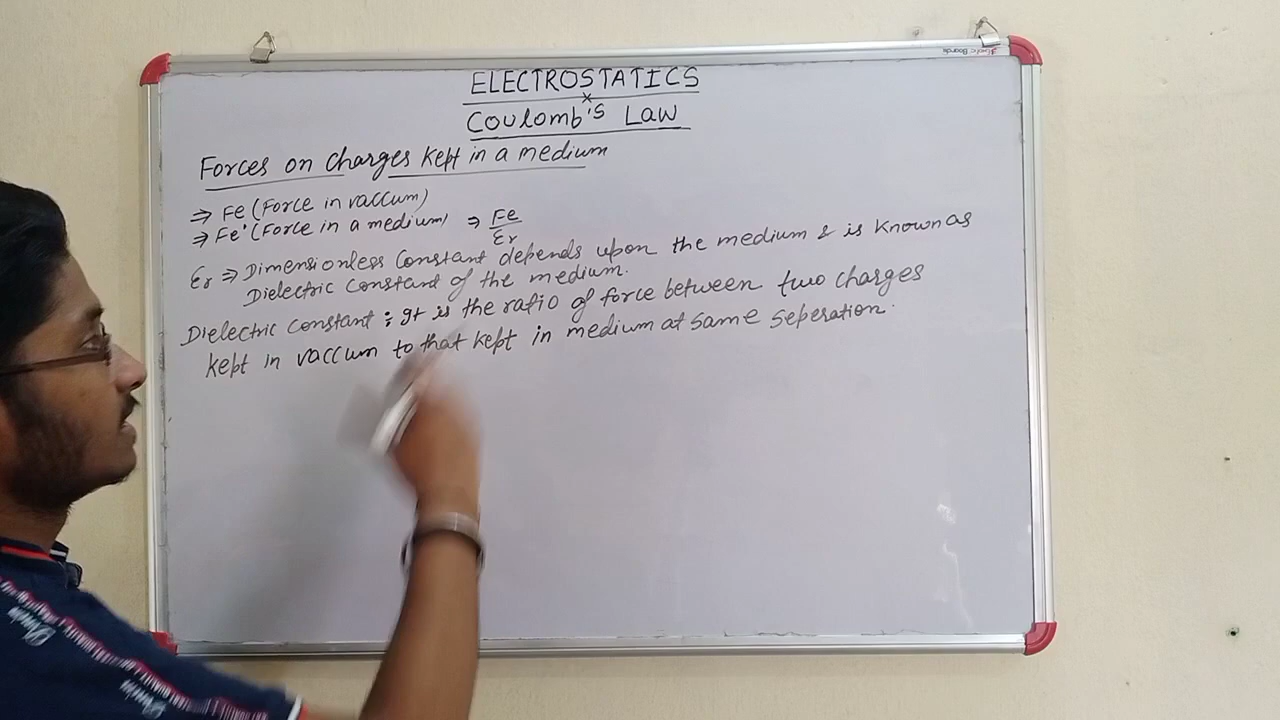 ELECTROSTATICS
x
Coulomb's Law
Forces on charges kept in a medium
⇒ Fe (Force in vaccum)
⇒ Fe' (Force in a medium) ⇒ Fe/Er
Er ⇒ Dimensionless Constant depends upon the medium & is known as
Dielectric Constant of the medium.
Dielectric Constant : It is the ratio of force between two charges
kept in vaccum to that kept in medium at same seperation.